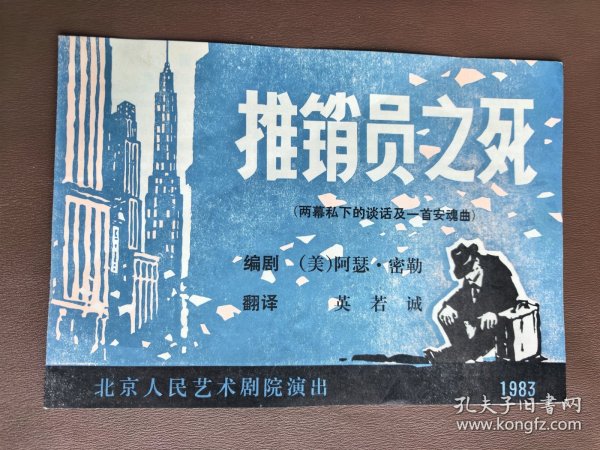 推销员之死
(两幕私下的谈话及一首安魂曲)
编剧 (美)阿瑟·密勒
翻译 英若诚
北京人民艺术剧院演出 1983
孔夫子旧书网
www.kongfz.com